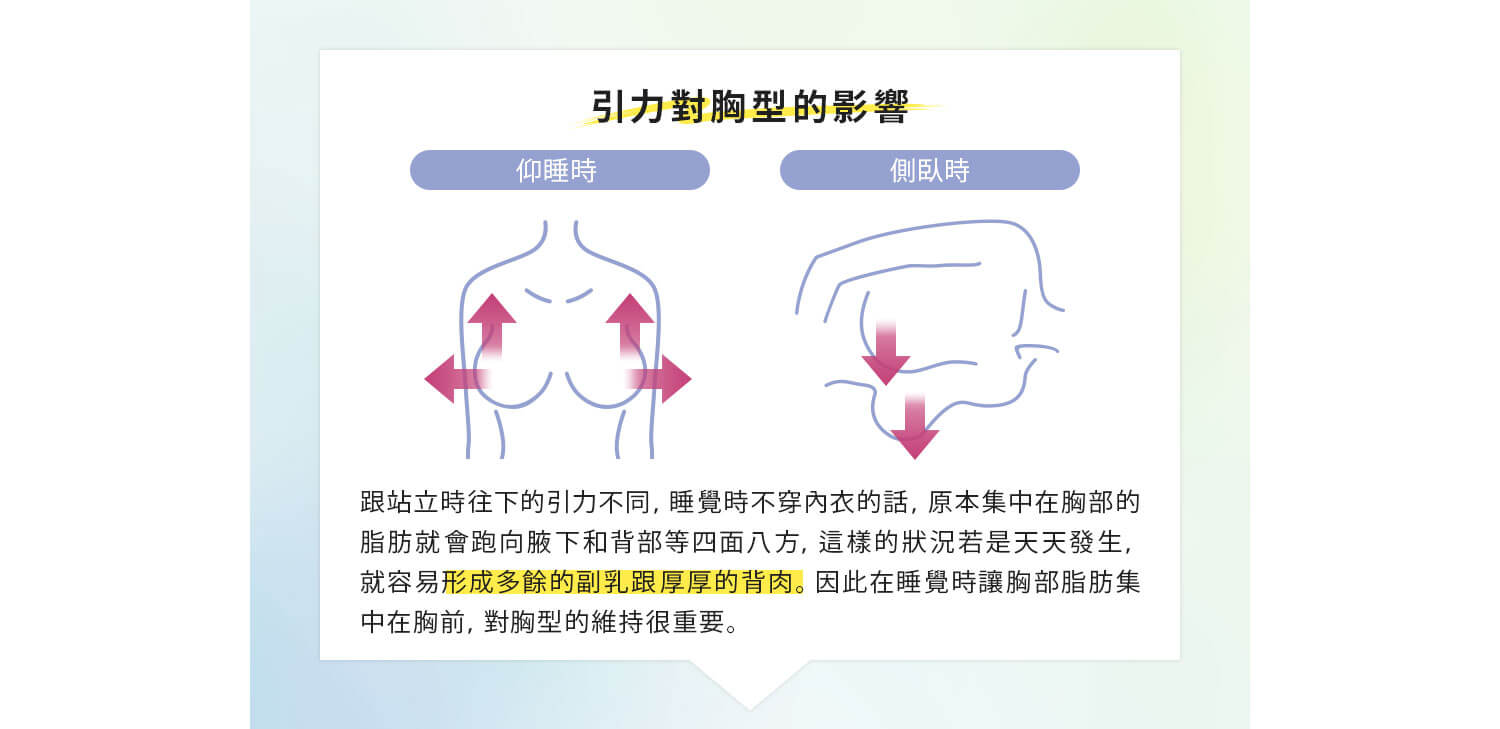 引力對胸型的影響
仰睡時
側臥時
跟站立時往下的引力不同, 睡覺時不穿內衣的話, 原本集中在胸部的
脂肪就會跑向腋下和背部等四面八方, 這樣的狀況若是天天發生,
就容易形成多餘的副乳跟厚厚的背肉。因此在睡覺時讓胸部脂肪集
中在胸前, 對胸型的維持很重要。